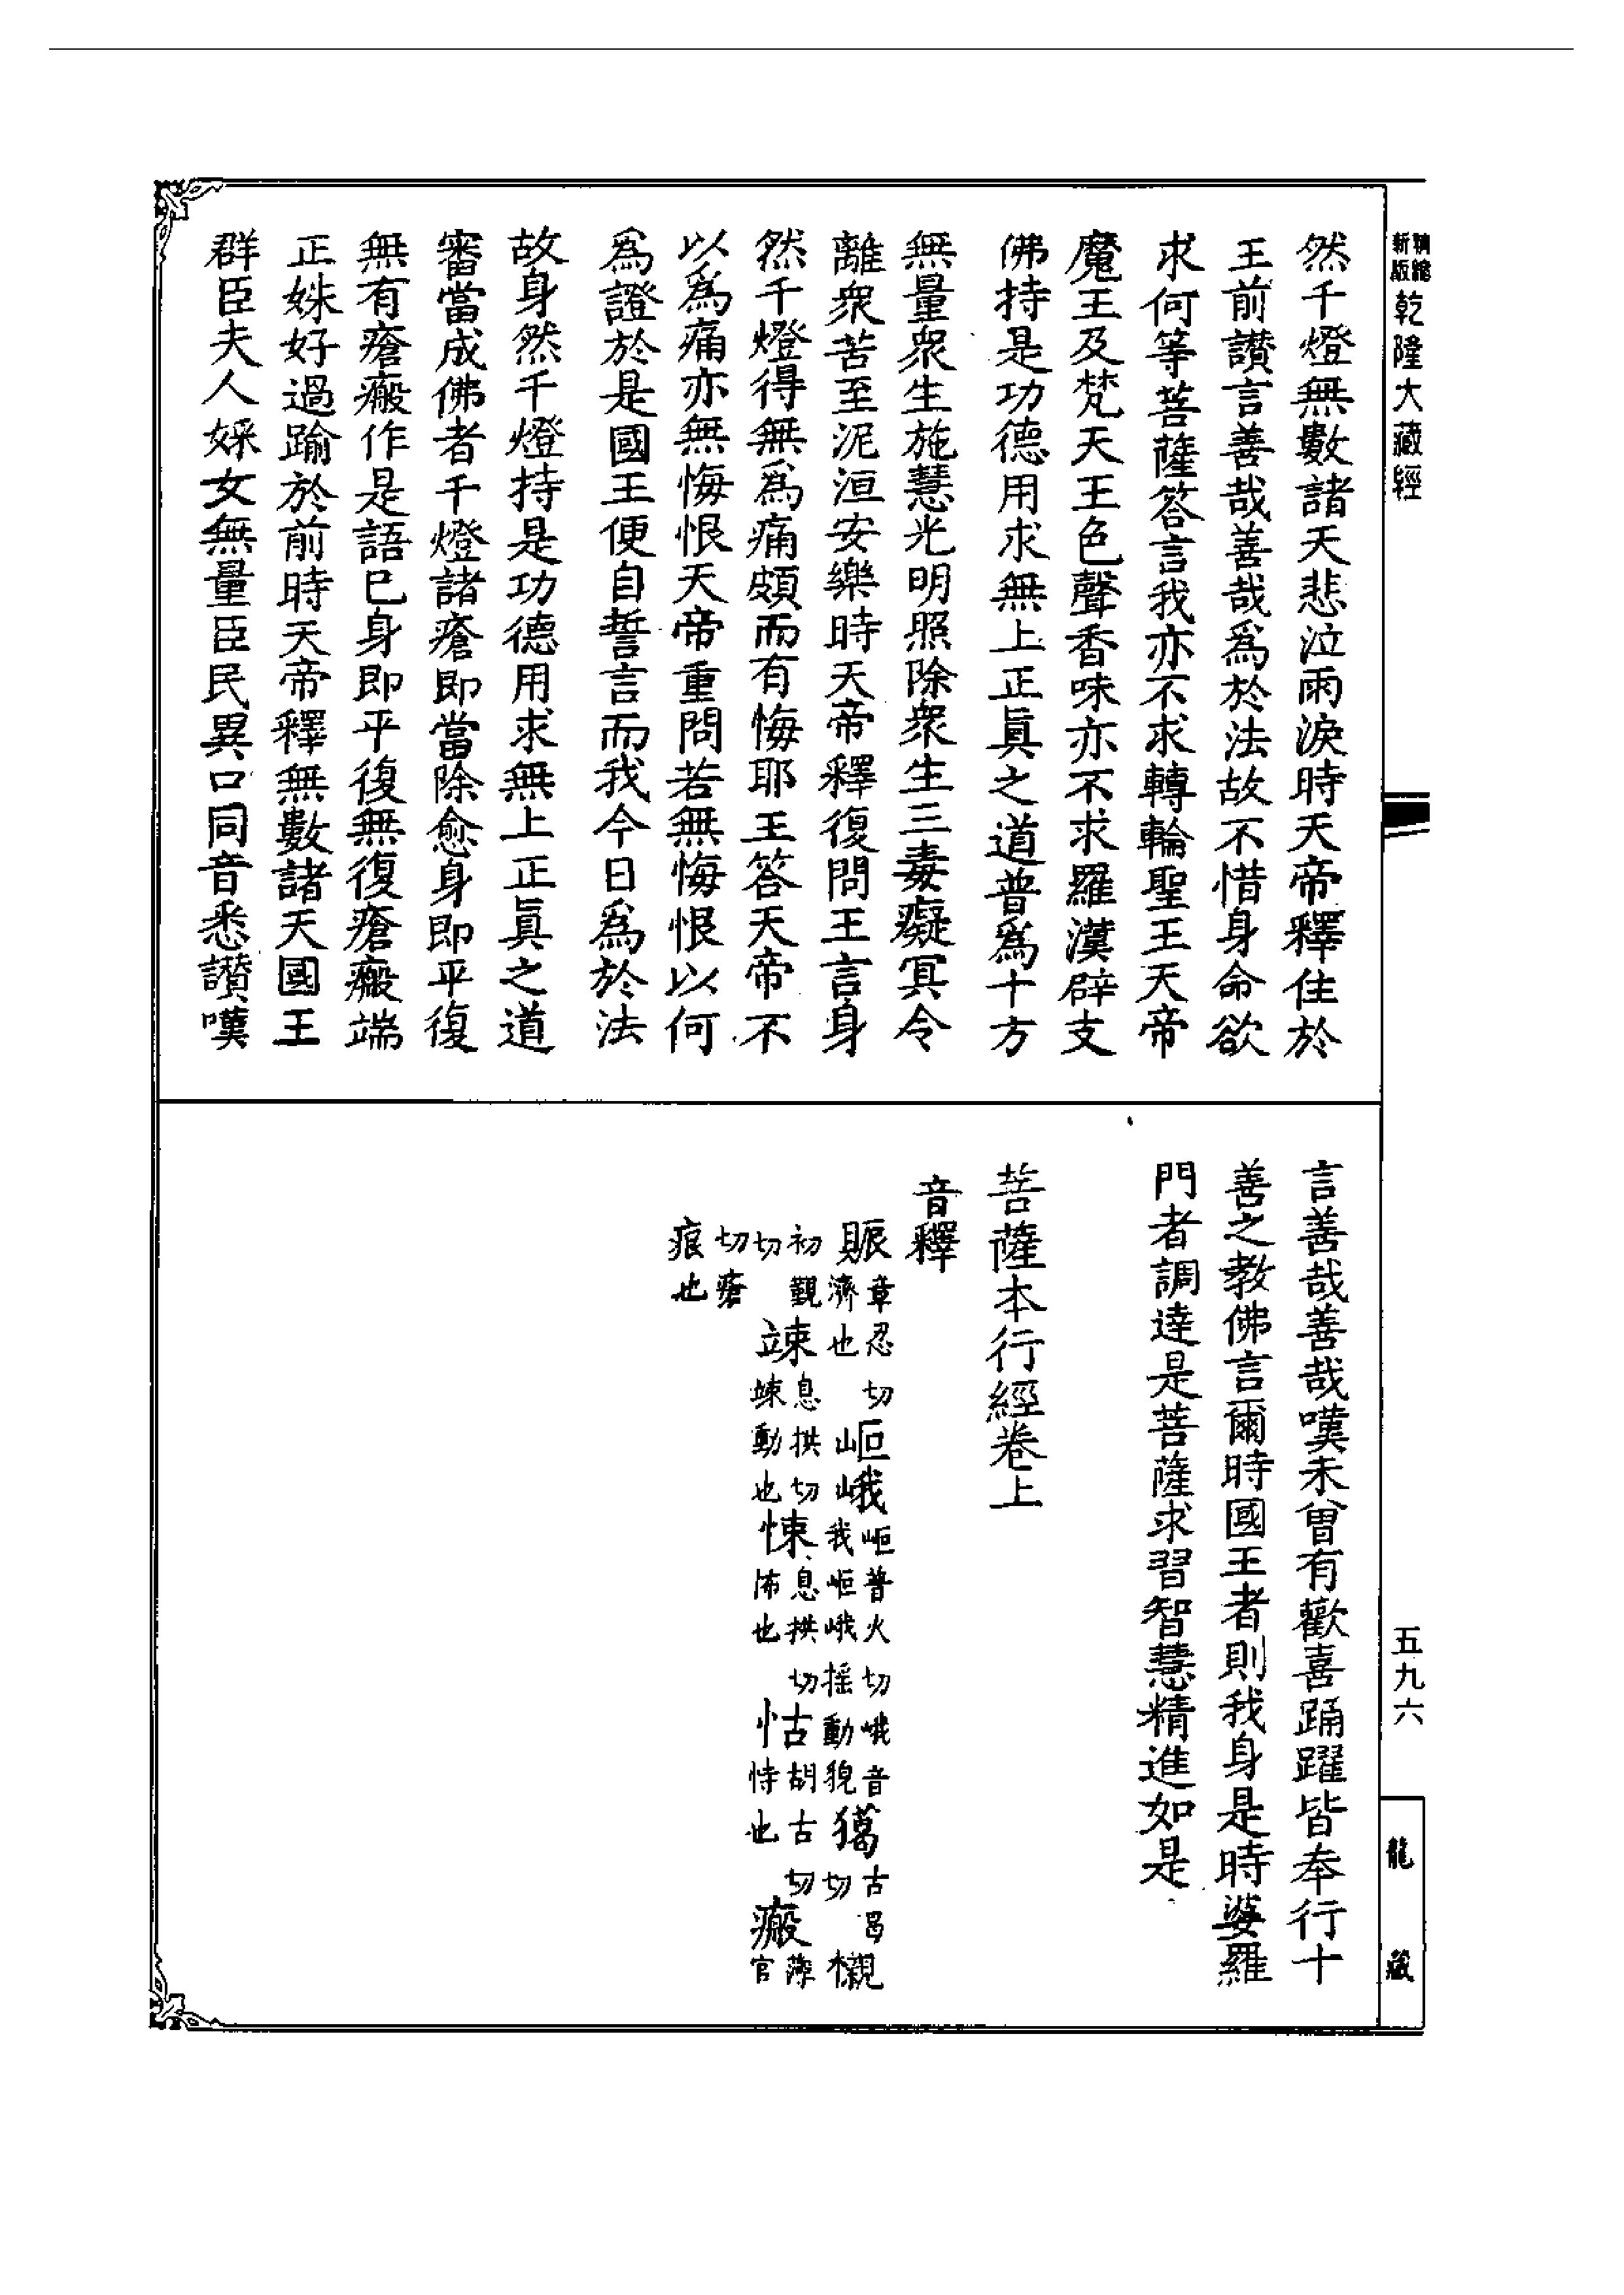 精縮
新版
乾隆大藏經
然千燈無數諸天悲泣雨淚時天帝釋住於
王前讚言善哉善哉爲於法故不惜身命欲
求何等菩薩答言我亦不求轉輪聖王天帝
魔王及梵天王色聲香味亦不求羅漢辟支
佛持是功德用求無上正眞之道普爲十方
無量衆生施慧光明照除衆生三毒癡冥令
離衆苦至泥洹安樂時天帝釋復問王言身
然千燈得無爲痛頗而有悔耶王答天帝不
以爲痛亦無悔恨天帝重問若無悔恨以何
爲證於是國王便自誓言而我今日爲於法
故身然千燈持是功德用求無上正眞之道
審當成佛者千燈諸瘡即當除愈身即平復
無有瘡瘢作是語已身即平復無復瘡瘢端
正姝好過踰於前時天帝釋無數諸天國王
群臣夫人婇女無量臣民異口同音悉讚嘆
言善哉善哉嘆未曾有歡喜踊躍皆奉行十
善之教佛言爾時國王者則我身是時婆羅
門者調達是菩薩求習智慧精進如是
菩薩本行經卷上
音釋
賑章忍切濟也 岠峨岠普火切峨音我岠峨搖動貌 獦古曷切 櫬
初覲切 竦息拱切竦動也 悚息拱切怖也 怙胡古切恃也 瘢薄官
切瘡痕也
五九六
龍藏